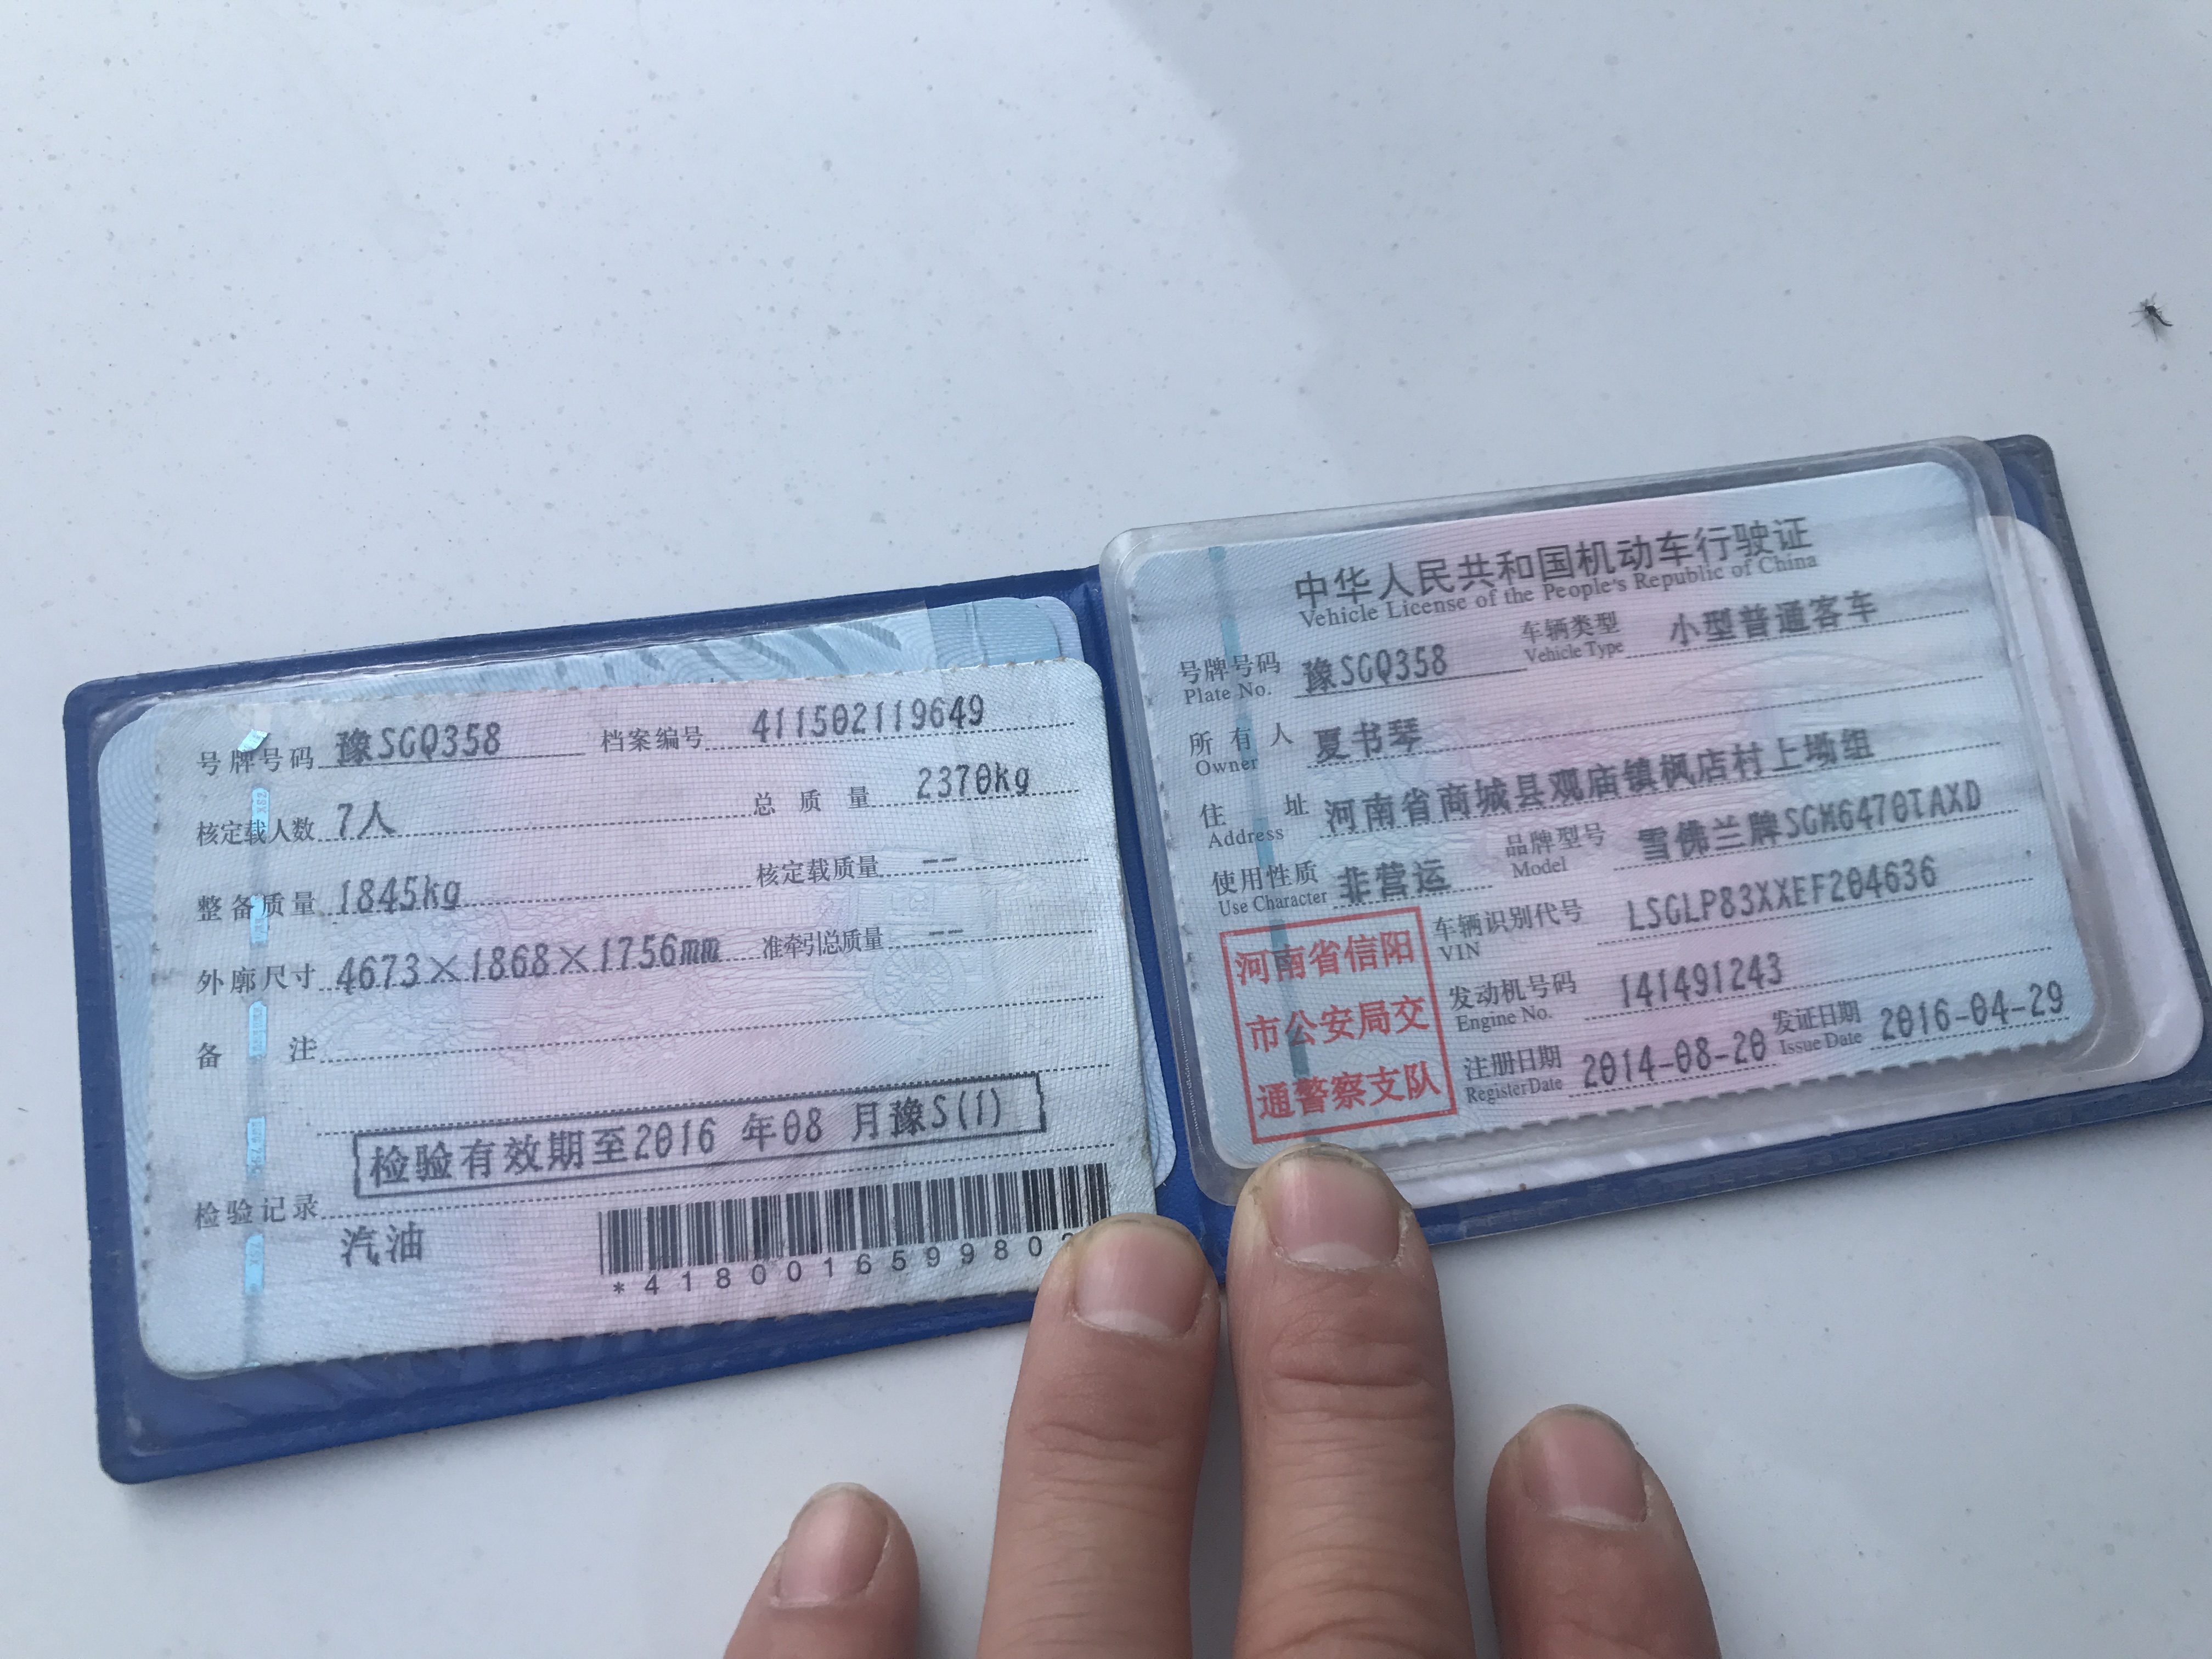 号牌号码 豫SGQ358 档案编号 411502119649
核定载人数 7人 总质量 2370kg
整备质量 1845kg 核定载质量 --
外廓尺寸 4673×1868×1756mm 准牵引总质量 --
备注
检验有效期至2016 年08 月豫S(1)
检验记录
汽油
*418001659980
中华人民共和国机动车行驶证
Vehicle License of the People's Republic of China
号牌号码 豫SGQ358 车辆类型 小型普通客车
Plate No. Vehicle Type
所有人 夏书琴
Owner
住址 河南省商城县观庙镇枫店村上坳组
Address
使用性质 非营运 品牌型号 雪佛兰牌SGM6470TAXD
Use Character Model
车辆识别代号 LSGLP83XXEF204636
VIN
发动机号码 141491243
Engine No.
注册日期 2014-08-20 发证日期 2016-04-29
Register Date Issue Date
河南省信阳
市公安局交
通警察支队